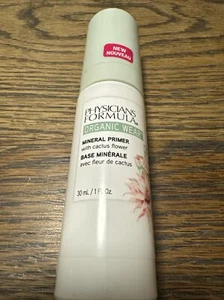 NEW
NOUVEAU
PHYSICIANS
FORMULA
ORGANIC WEAR
MINERAL PRIMER
with cactus flower
BASE MINÉRALE
avec fleur de cactus
30 mL / 1 Fl. Oz.